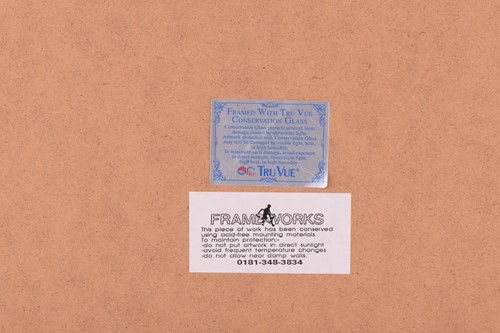 FRAMED WITH TRU VUE
CONSERVATION GLASS
Conservation Glass protects artwork from
damage caused by ultraviolet light.
Artwork protected with Conservation Glass
may still be damaged by visible light, heat,
or high humidity.
To minimize such damage, avoid exposure
to direct sunlight, fluorescent light,
high heat, or high humidity.
TRU VUE®
FRAMEWORKS
This piece of work has been conserved
using acid-free mounting materials.
To maintain protection:-
-do not put artwork in direct sunlight
-avoid frequent temperature changes
-do not allow near damp walls.
0181-348-3834